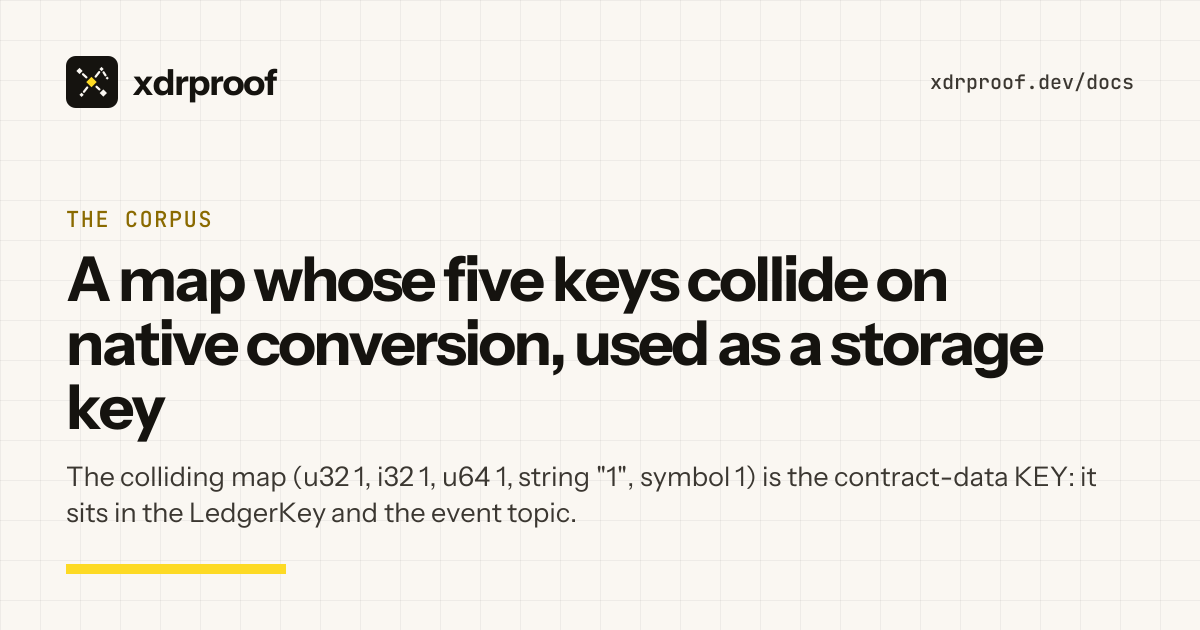 xdrproof
xdrproof.dev/docs
THE CORPUS
A map whose five keys collide on
native conversion, used as a storage
key
The colliding map (u32 1, i32 1, u64 1, string "1", symbol 1) is the contract-data KEY: it
sits in the LedgerKey and the event topic.